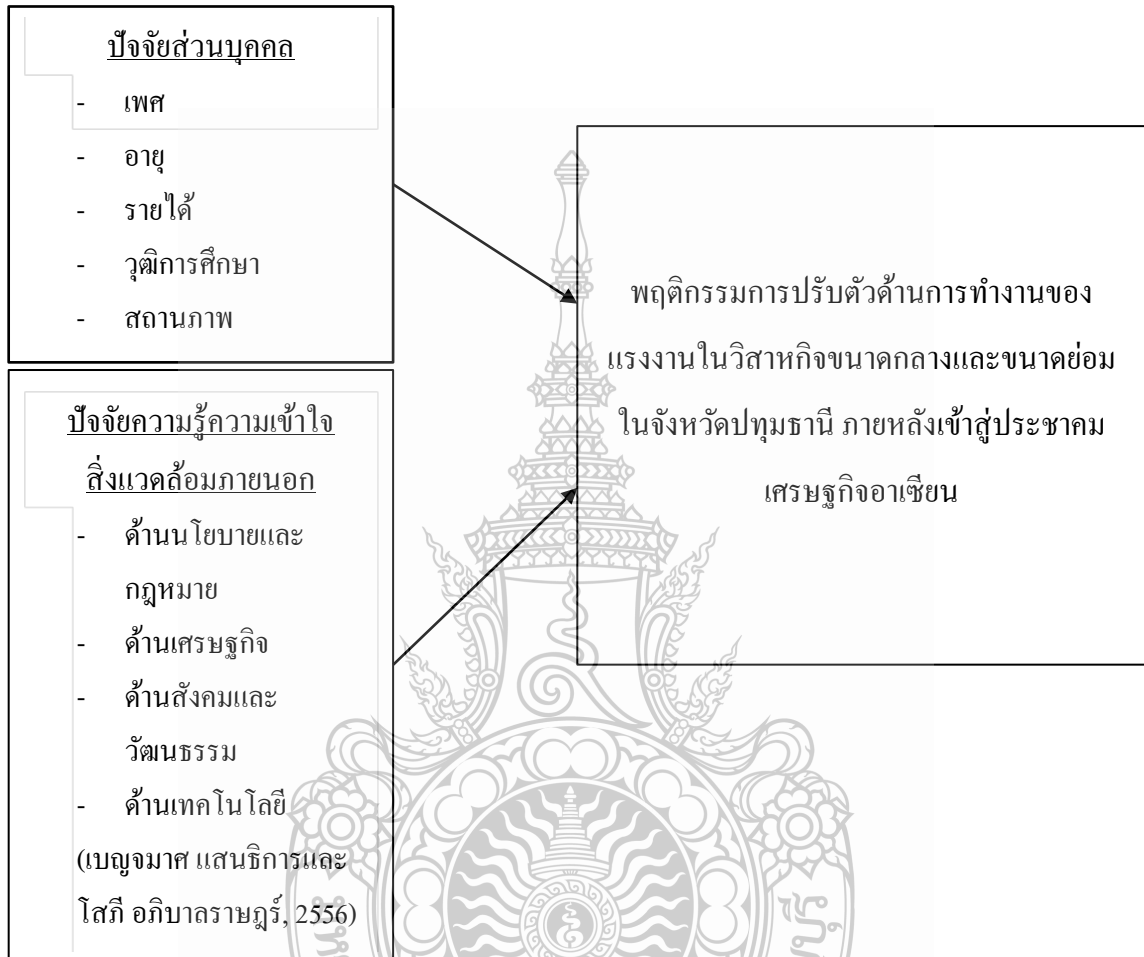 ปัจจัยส่วนบุคคล
- เพศ
- อายุ
- รายได้
- วุฒิการศึกษา
- สถานภาพ
ปัจจัยความรู้ความเข้าใจ
สิ่งแวดล้อมภายนอก
- ด้านนโยบายและ
กฎหมาย
- ด้านเศรษฐกิจ
- ด้านสังคมและ
วัฒนธรรม
- ด้านเทคโนโลยี
(เบญจมาศ แสนธิการและ
โสภี อภิบาลราษฎร์, 2556)
พฤติกรรมการปรับตัวด้านการทำงานของ
แรงงานในวิสาหกิจขนาดกลางและขนาดย่อม
ในจังหวัดปทุมธานี ภายหลังเข้าสู่ประชาคม
เศรษฐกิจอาเซียน